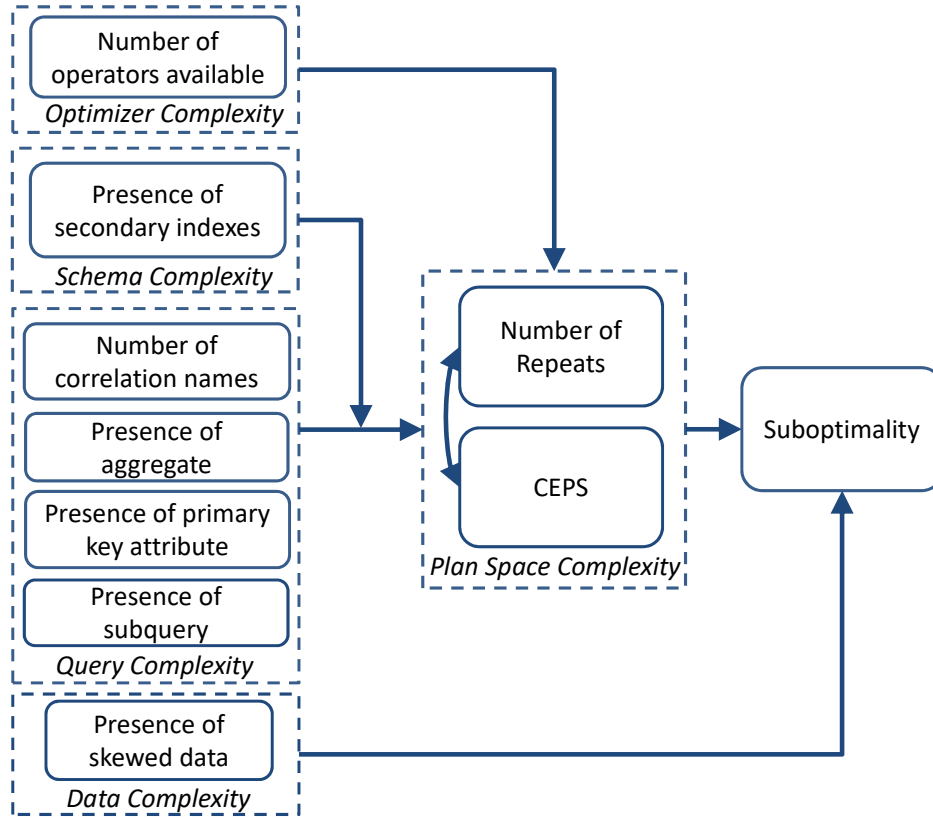 Number of
operators available
Optimizer Complexity
Presence of
secondary indexes
Schema Complexity
Number of
correlation names
Presence of
aggregate
Presence of primary
key attribute
Presence of
subquery
Query Complexity
Presence of
skewed data
Data Complexity
Number of
Repeats
CEPS
Plan Space Complexity
Suboptimality